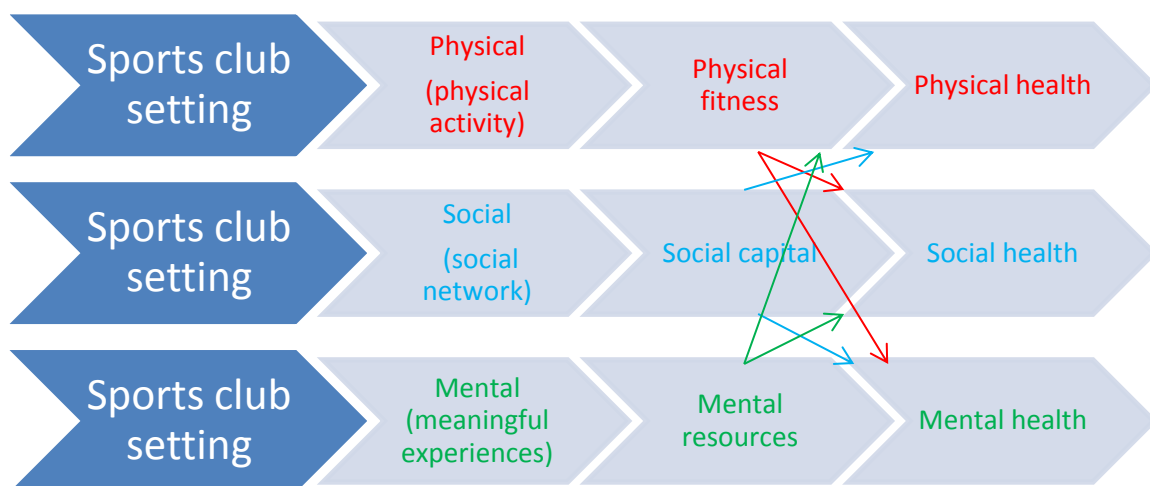 Sports club
setting
Physical
(physical
activity)
Physical
fitness
Physical health
Sports club
setting
Social
(social
network)
Social capital
Social health
Sports club
setting
Mental
(meaningful
experiences)
Mental
resources
Mental health